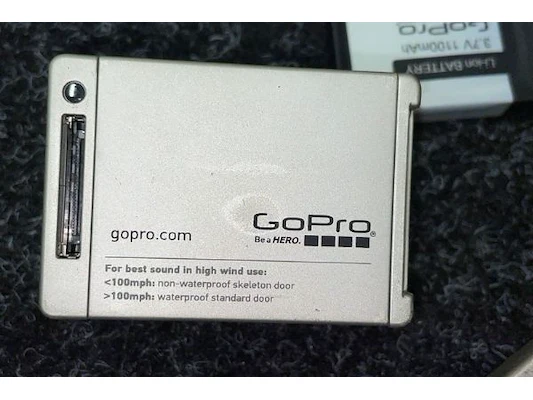 GoPro
3.7V 1100mAh
Li-ion BATTERY
gopro.com
GoPro®
Be a HERO.
For best sound in high wind use:
<100mph: non-waterproof skeleton door
>100mph: waterproof standard door